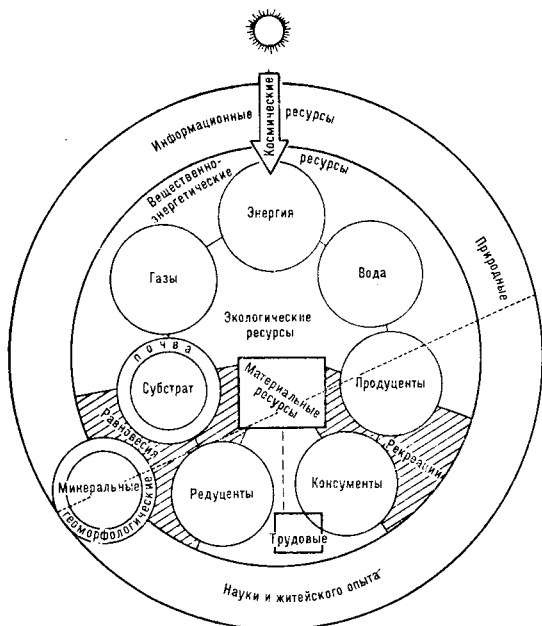 Космические
Информационные ресурсы
Вещественно-
энергетические ресурсы
Энергия
Газы
Вода
Природные
Экологические
ресурсы
почва
Субстрат
Материальные
ресурсы
Продуценты
Равновесия
Рекреации
Минеральные
геоморфологические
Редуценты
Консументы
Трудовые
Науки и житейского опыта